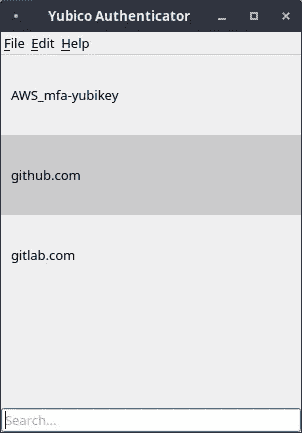 Yubico Authenticator
File Edit Help
AWS_mfa-yubikey
github.com
gitlab.com
Search...